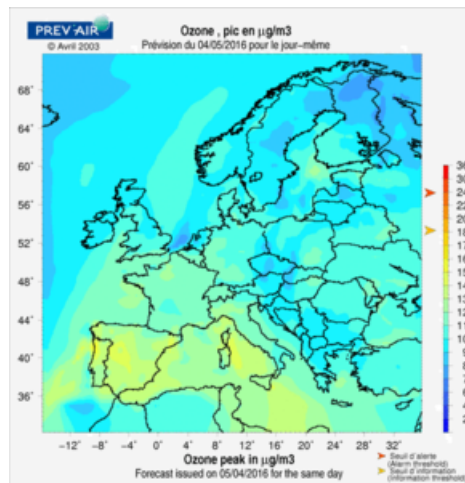 PREV'AIR
© Avril 2003
Ozone , pic en µg/m3
Prévision du 04/05/2016 pour le jour-même
68°
64°
60°
56°
52°
48°
44°
40°
36°
-12° -8° -4° 0° 4° 8° 12° 16° 20° 24° 28° 32°
Ozone peak in µg/m3
Forecast issued on 05/04/2016 for the same day
Seuil d'alerte
(Alarm threshold)
Seuil d'information
(Information threshold)